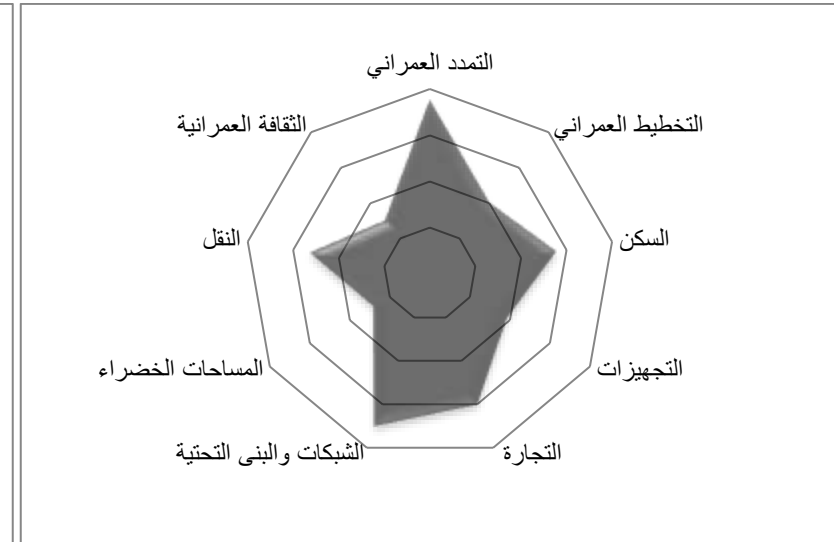 التمدد العمراني
التخطيط العمراني
السكن
التجهيزات
التجارة
الشبكات والبنى التحتية
المساحات الخضراء
النقل
الثقافة العمرانية